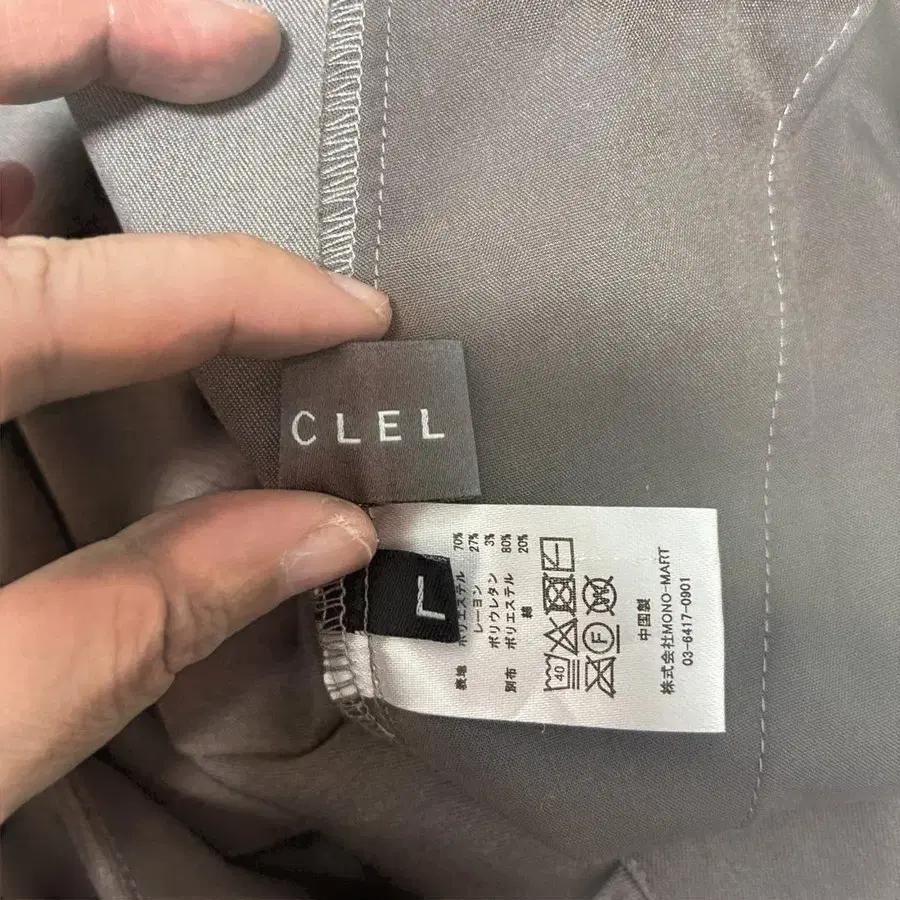 CLEL
L
表地 ポリエステル 70%
レーヨン 27%
ポリウレタン 3%
別布 ポリエステル 80%
綿 20%
40
F
W
中国製
株式会社MONO-MART
03-6417-0901